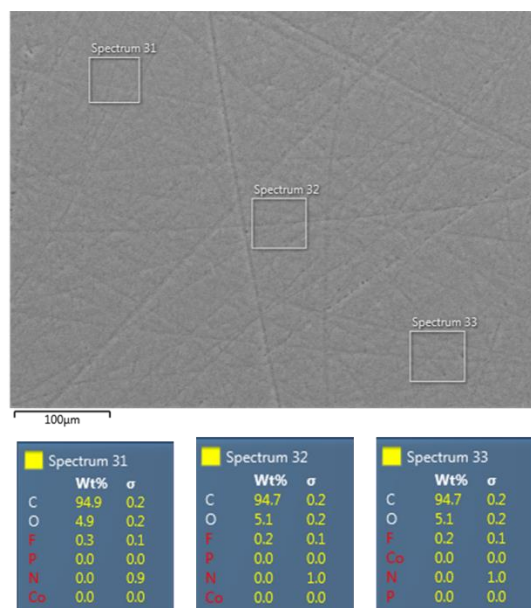 Spectrum 31
Spectrum 32
Spectrum 33
100µm
Spectrum 31
Wt% σ
C 94.9 0.2
O 4.9 0.2
F 0.3 0.1
P 0.0 0.0
N 0.0 0.9
Co 0.0 0.0
Spectrum 32
Wt% σ
C 94.7 0.2
O 5.1 0.2
F 0.2 0.1
P 0.0 0.0
N 0.0 1.0
Co 0.0 0.0
Spectrum 33
Wt% σ
C 94.7 0.2
O 5.1 0.2
F 0.2 0.1
Co 0.0 0.0
N 0.0 1.0
P 0.0 0.0